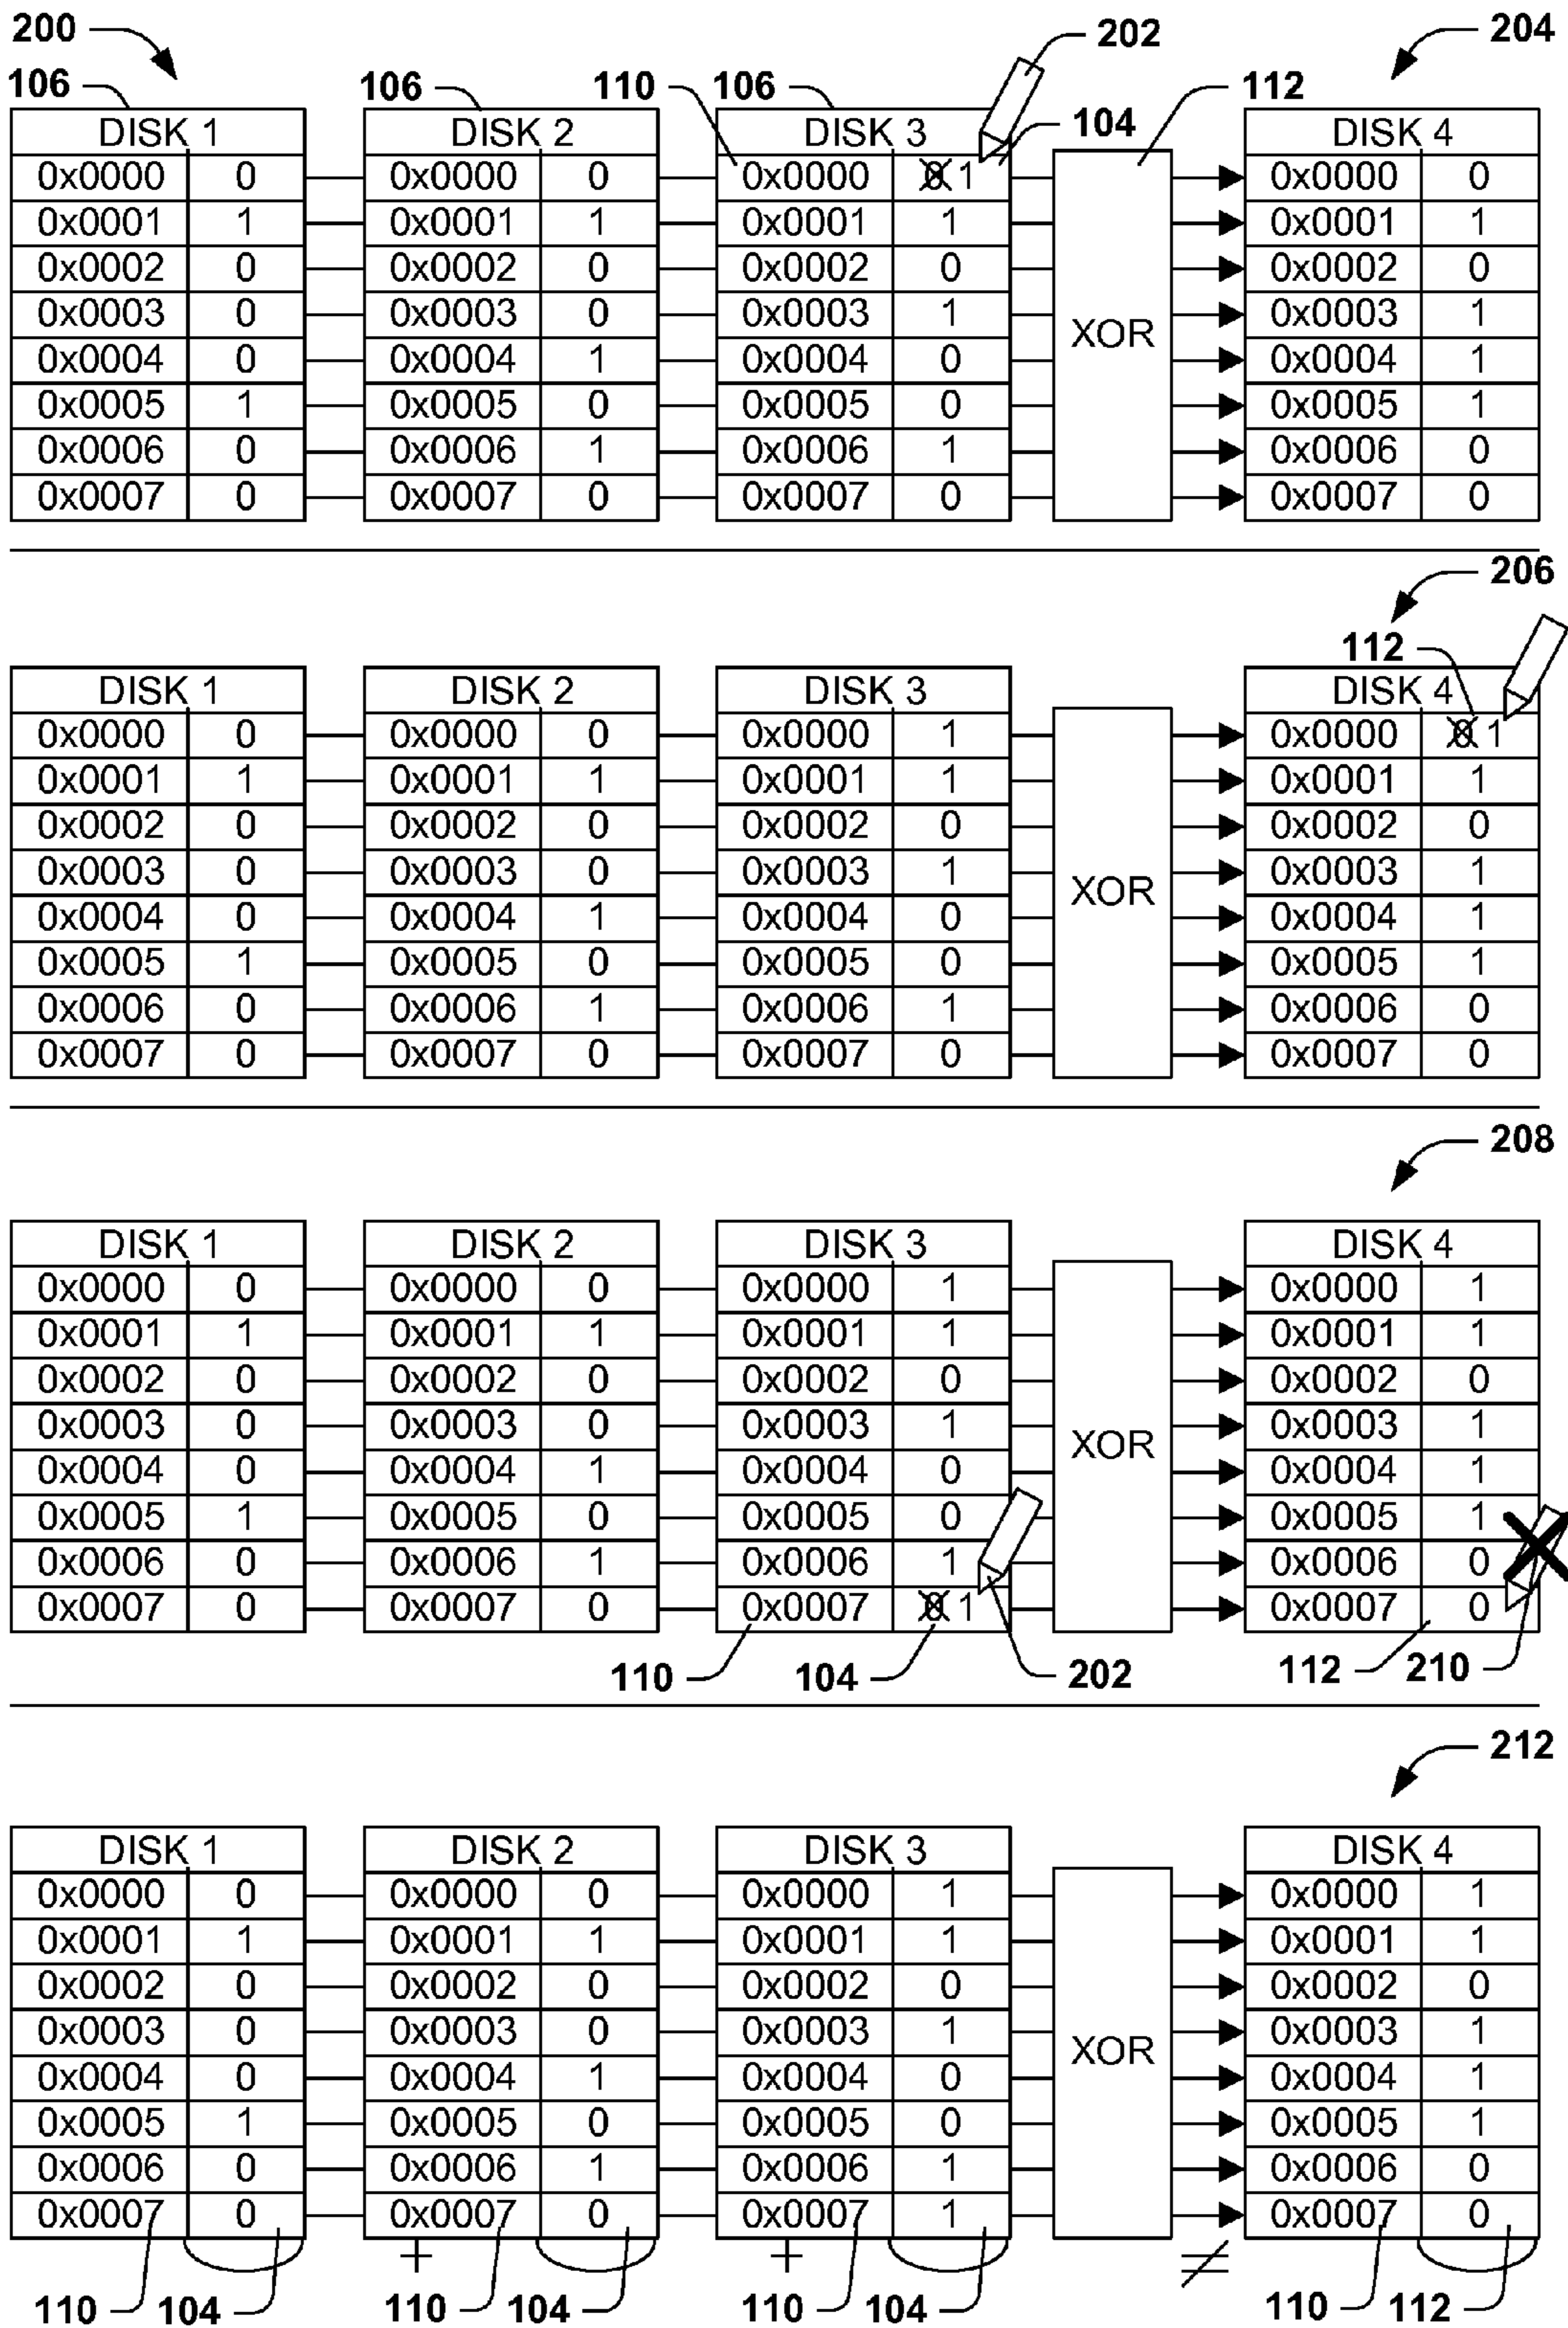 200 202 204
106 106 110 106 112
104
DISK 1 DISK 2 DISK 3 DISK 4
0x0000 0 0x0000 0 0x0000 0 1 0x0000 0
0x0001 1 0x0001 1 0x0001 1 0x0001 1
0x0002 0 0x0002 0 0x0002 0 0x0002 0
0x0003 0 0x0003 0 0x0003 1 XOR 0x0003 1
0x0004 0 0x0004 1 0x0004 0 0x0004 1
0x0005 1 0x0005 0 0x0005 0 0x0005 1
0x0006 0 0x0006 1 0x0006 1 0x0006 0
0x0007 0 0x0007 0 0x0007 0 0x0007 0
206
112
DISK 1 DISK 2 DISK 3 DISK 4
0x0000 0 0x0000 0 0x0000 1 0x0000 0 1
0x0001 1 0x0001 1 0x0001 1 0x0001 1
0x0002 0 0x0002 0 0x0002 0 0x0002 0
0x0003 0 0x0003 0 0x0003 1 XOR 0x0003 1
0x0004 0 0x0004 1 0x0004 0 0x0004 1
0x0005 1 0x0005 0 0x0005 0 0x0005 1
0x0006 0 0x0006 1 0x0006 1 0x0006 0
0x0007 0 0x0007 0 0x0007 0 0x0007 0
208
DISK 1 DISK 2 DISK 3 DISK 4
0x0000 0 0x0000 0 0x0000 1 0x0000 1
0x0001 1 0x0001 1 0x0001 1 0x0001 1
0x0002 0 0x0002 0 0x0002 0 0x0002 0
0x0003 0 0x0003 0 0x0003 1 XOR 0x0003 1
0x0004 0 0x0004 1 0x0004 0 0x0004 1
0x0005 1 0x0005 0 0x0005 0 0x0005 1
0x0006 0 0x0006 1 0x0006 1 0x0006 0
0x0007 0 0x0007 0 0x0007 0 1 0x0007 0
110 104 202 112 210
212
DISK 1 DISK 2 DISK 3 DISK 4
0x0000 0 0x0000 0 0x0000 1 0x0000 1
0x0001 1 0x0001 1 0x0001 1 0x0001 1
0x0002 0 0x0002 0 0x0002 0 0x0002 0
0x0003 0 0x0003 0 0x0003 1 XOR 0x0003 1
0x0004 0 0x0004 1 0x0004 0 0x0004 1
0x0005 1 0x0005 0 0x0005 0 0x0005 1
0x0006 0 0x0006 1 0x0006 1 0x0006 0
0x0007 0 0x0007 0 0x0007 1 0x0007 0
+ + ≠
110 104 110 104 110 104 110 112